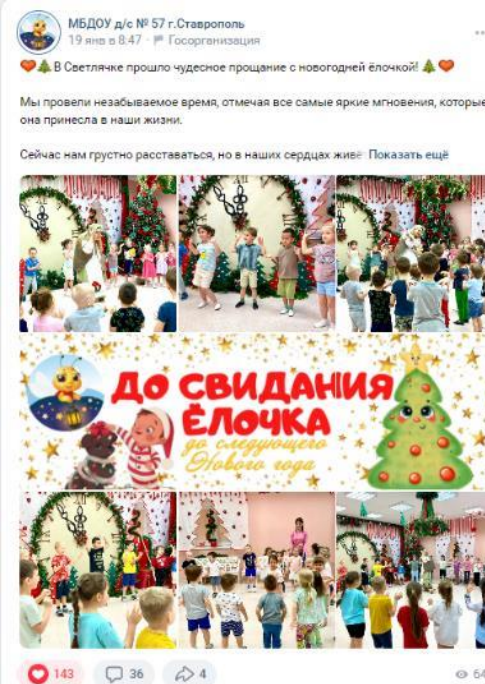 МБДОУ д/с № 57 г.Ставрополь
19 янв в 8:47 · Госорганизация
❤️🎄В Светлячке прошло чудесное прощание с новогодней ёлочкой! 🎄❤️
Мы провели незабываемое время, отмечая все самые яркие мгновения, которые
она принесла в наши жизни.
Сейчас нам грустно расставаться, но в наших сердцах живё Показать ещё
ДО СВИДАНИЯ
ЁЛОЧКА
до следующего
Нового года
143 36 4 64